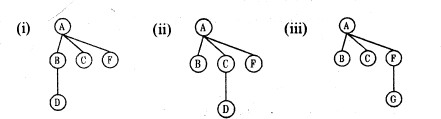 (i) A (ii) A (iii) A
B C F B C F B C F
D D G